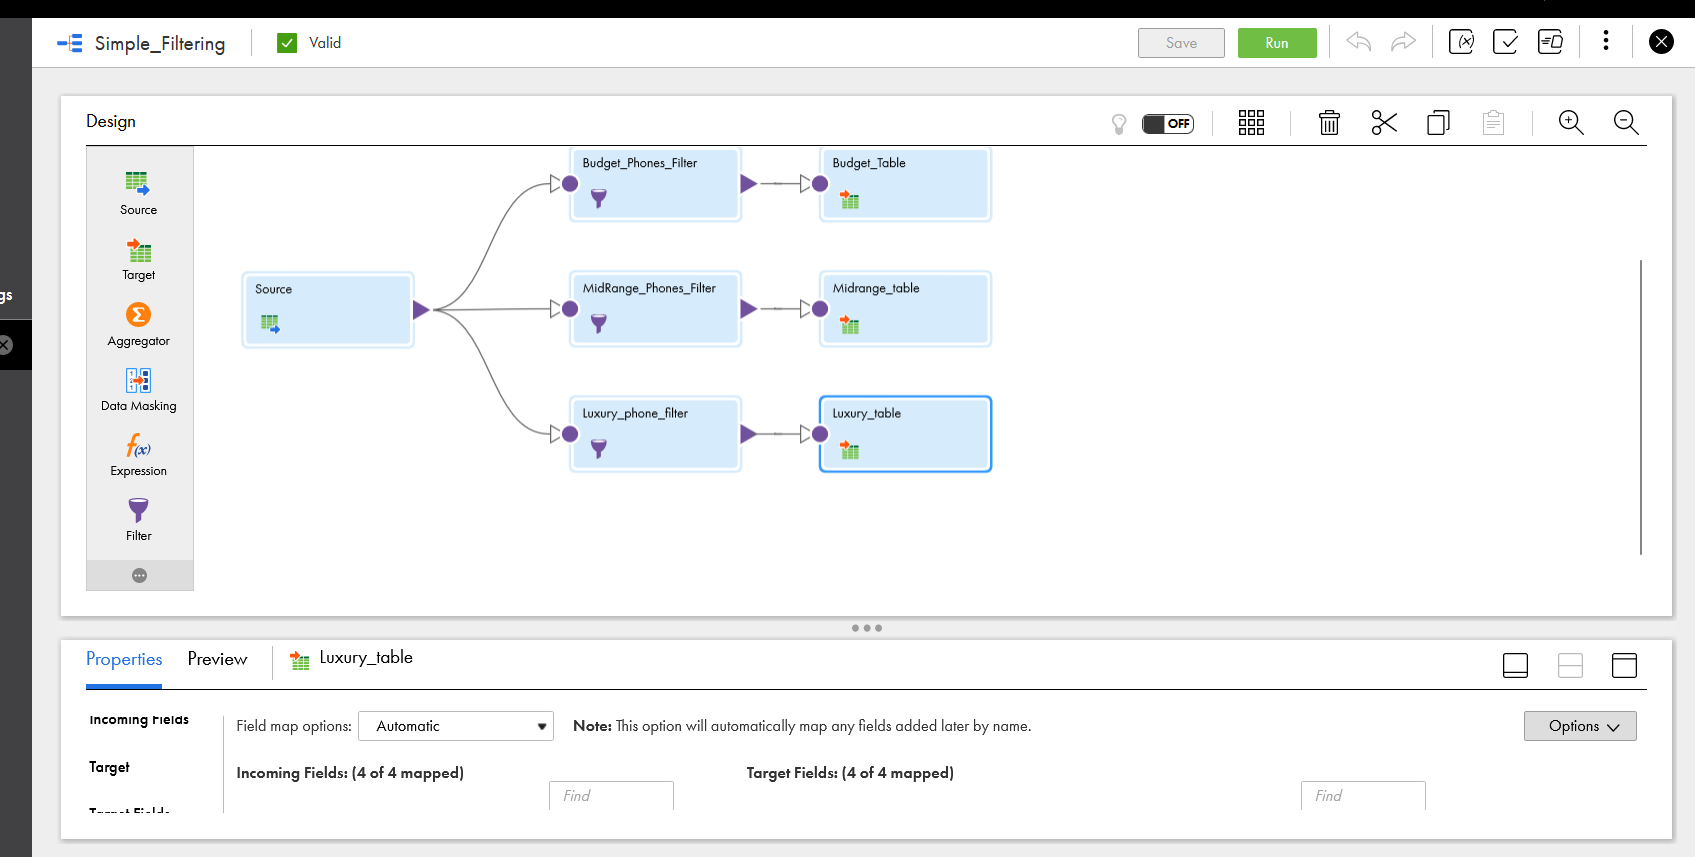 Simple_Filtering
Valid
Save
Run
Design
OFF
gs
Source
Target
Aggregator
Data Masking
Expression
Filter
Budget_Phones_Filter
Budget_Table
Source
MidRange_Phones_Filter
Midrange_table
Luxury_phone_filter
Luxury_table
Properties
Preview
Luxury_table
Incoming Fields
Target
Target Fields
Field map options:
Automatic
Note: This option will automatically map any fields added later by name.
Options
Incoming Fields: (4 of 4 mapped)
Target Fields: (4 of 4 mapped)
Find
Find